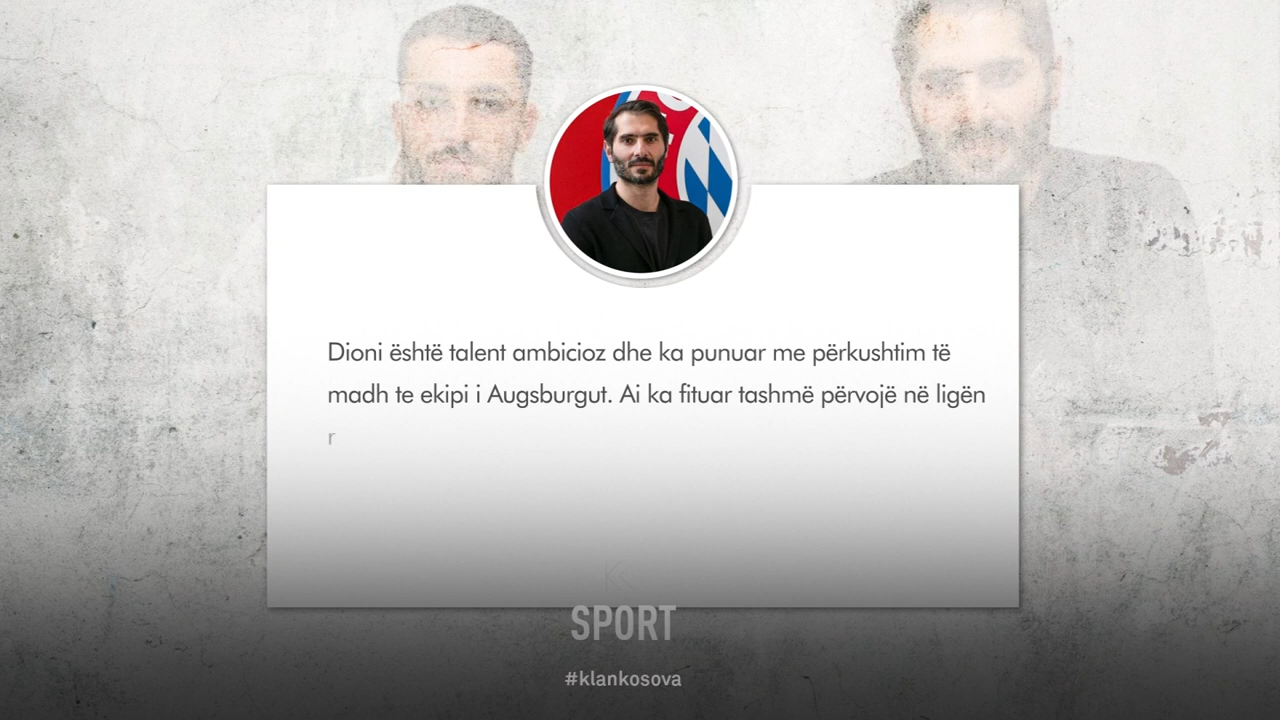 Dioni është talent ambicioz dhe ka punuar me përkushtim të
madh te ekipi i Augsburgut. Ai ka fituar tashmë përvojë në ligën
r
K
SPORT
#klankosova